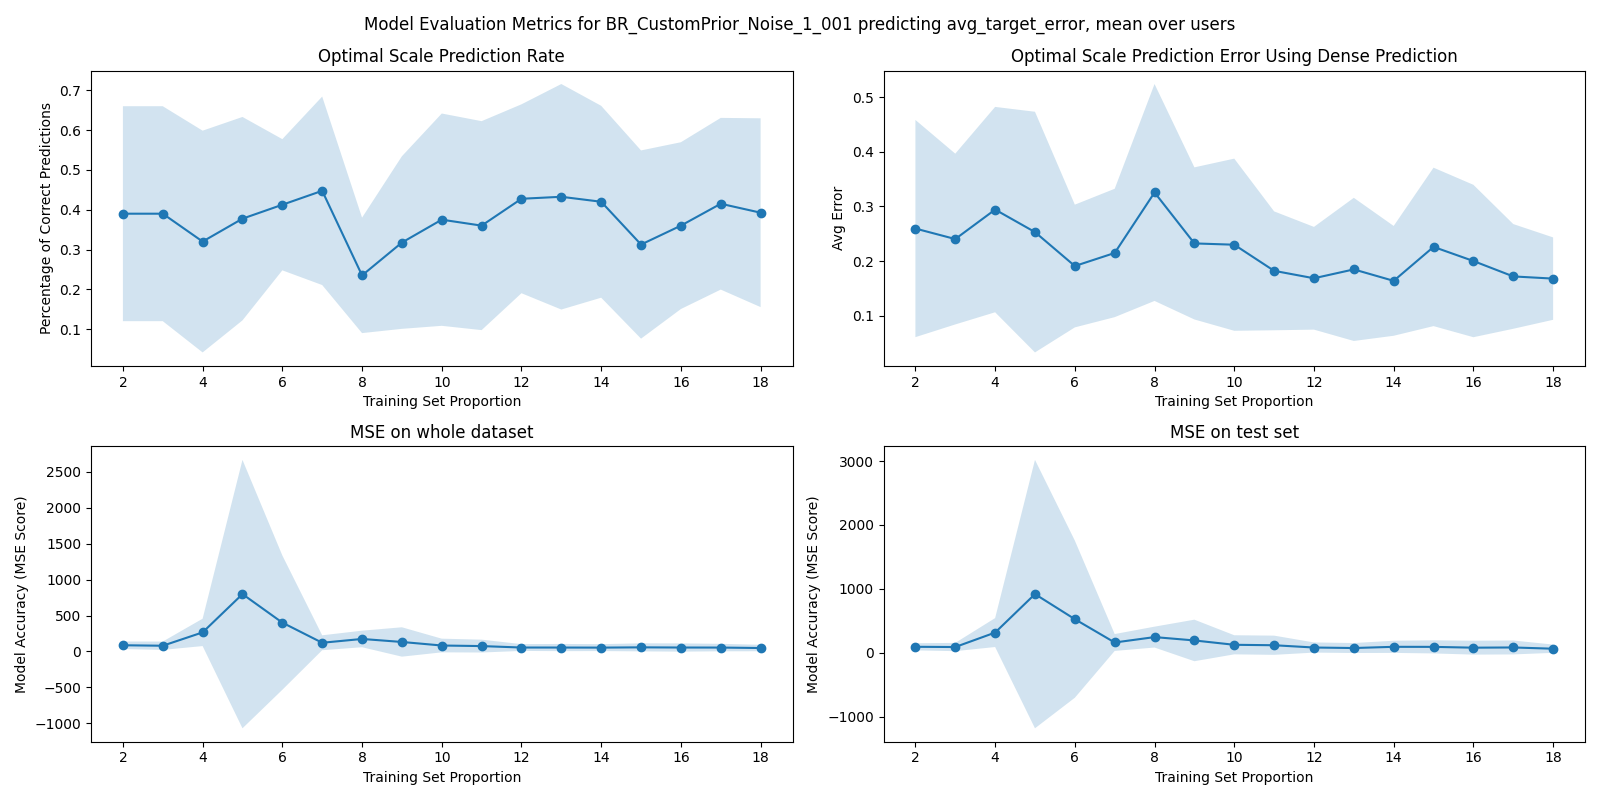 Model Evaluation Metrics for BR_CustomPrior_Noise_1_001 predicting avg_target_error, mean over users
Optimal Scale Prediction Rate
Percentage of Correct Predictions
0.7
0.6
0.5
0.4
0.3
0.2
0.1
2 4 6 8 10 12 14 16 18
Training Set Proportion
Optimal Scale Prediction Error Using Dense Prediction
Avg Error
0.5
0.4
0.3
0.2
0.1
2 4 6 8 10 12 14 16 18
Training Set Proportion
MSE on whole dataset
Model Accuracy (MSE Score)
2500
2000
1500
1000
500
0
−500
−1000
2 4 6 8 10 12 14 16 18
Training Set Proportion
MSE on test set
Model Accuracy (MSE Score)
3000
2000
1000
0
−1000
2 4 6 8 10 12 14 16 18
Training Set Proportion